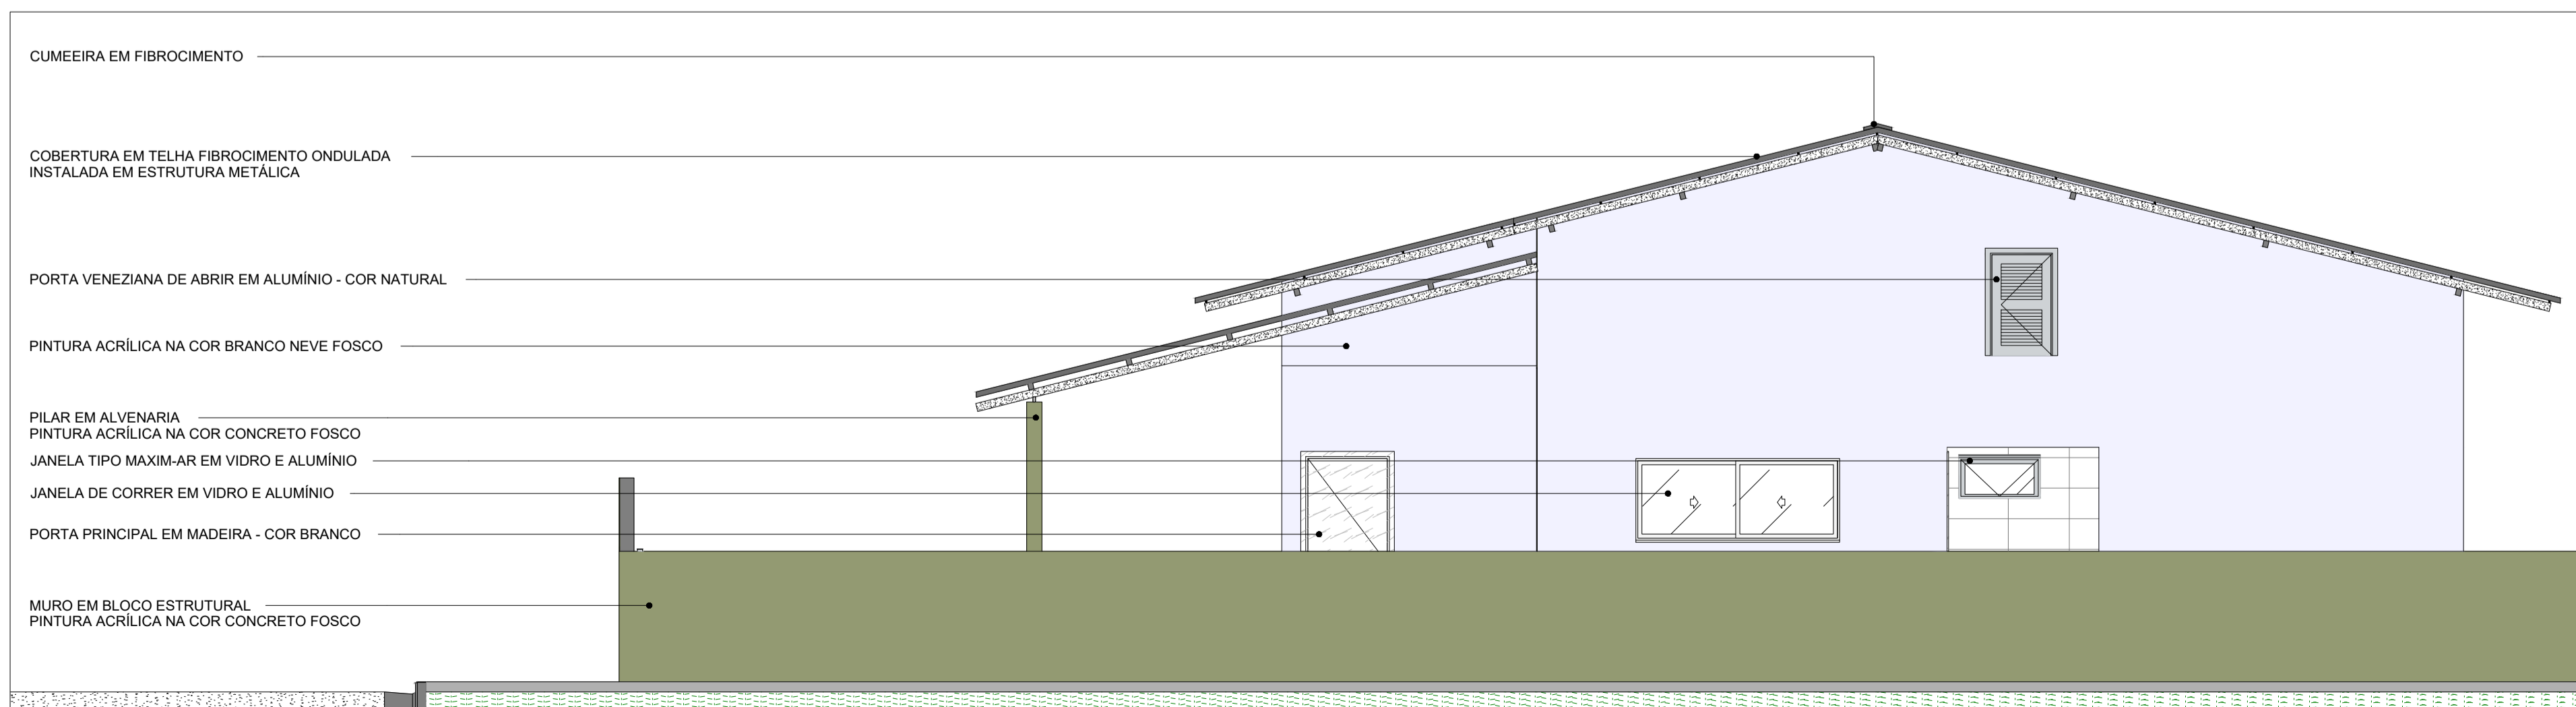 CUMEEIRA EM FIBROCIMENTO
COBERTURA EM TELHA FIBROCIMENTO ONDULADA
INSTALADA EM ESTRUTURA METÁLICA
PORTA VENEZIANA DE ABRIR EM ALUMÍNIO - COR NATURAL
PINTURA ACRÍLICA NA COR BRANCO NEVE FOSCO
PILAR EM ALVENARIA
PINTURA ACRÍLICA NA COR CONCRETO FOSCO
JANELA TIPO MAXIM-AR EM VIDRO E ALUMÍNIO
JANELA DE CORRER EM VIDRO E ALUMÍNIO
PORTA PRINCIPAL EM MADEIRA - COR BRANCO
MURO EM BLOCO ESTRUTURAL
PINTURA ACRÍLICA NA COR CONCRETO FOSCO